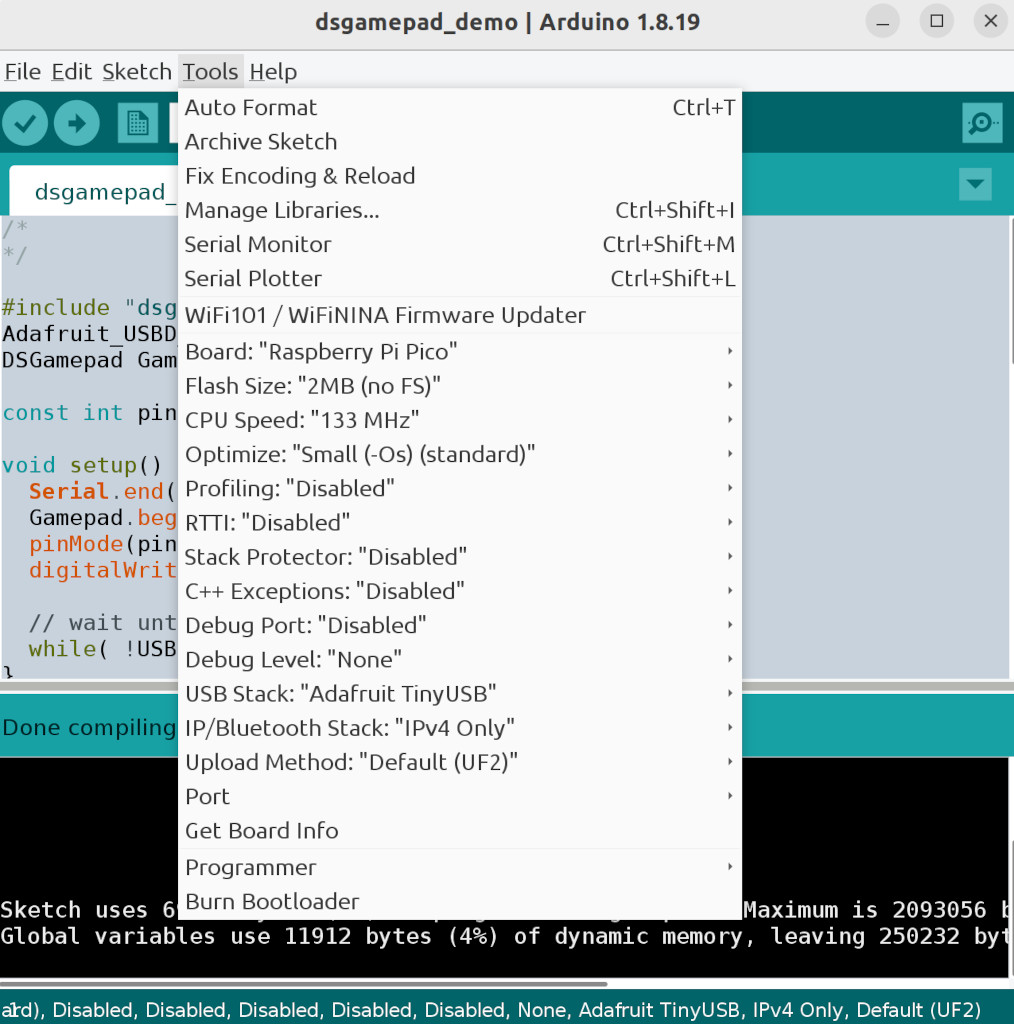 dsgamepad_demo | Arduino 1.8.19
File Edit Sketch Tools Help
Auto Format Ctrl+T
Archive Sketch
Fix Encoding & Reload
Manage Libraries... Ctrl+Shift+I
Serial Monitor Ctrl+Shift+M
Serial Plotter Ctrl+Shift+L
WiFi101 / WiFiNINA Firmware Updater
Board: "Raspberry Pi Pico"
Flash Size: "2MB (no FS)"
CPU Speed: "133 MHz"
Optimize: "Small (-Os) (standard)"
Profiling: "Disabled"
RTTI: "Disabled"
Stack Protector: "Disabled"
C++ Exceptions: "Disabled"
Debug Port: "Disabled"
Debug Level: "None"
USB Stack: "Adafruit TinyUSB"
IP/Bluetooth Stack: "IPv4 Only"
Upload Method: "Default (UF2)"
Port
Get Board Info
Programmer
Burn Bootloader
dsgamepad_
/*
*/
#include "dsg
Adafruit_USBD
DSGamepad Gam
const int pin
void setup()
Serial.end(
Gamepad.beg
pinMode(pin
digitalWrit
// wait unt
while( !USB
}
Done compiling
Sketch uses 6 Maximum is 2093056 b
Global variables use 11912 bytes (4%) of dynamic memory, leaving 250232 byt
ard), Disabled, Disabled, Disabled, Disabled, Disabled, None, Adafruit TinyUSB, IPv4 Only, Default (UF2)